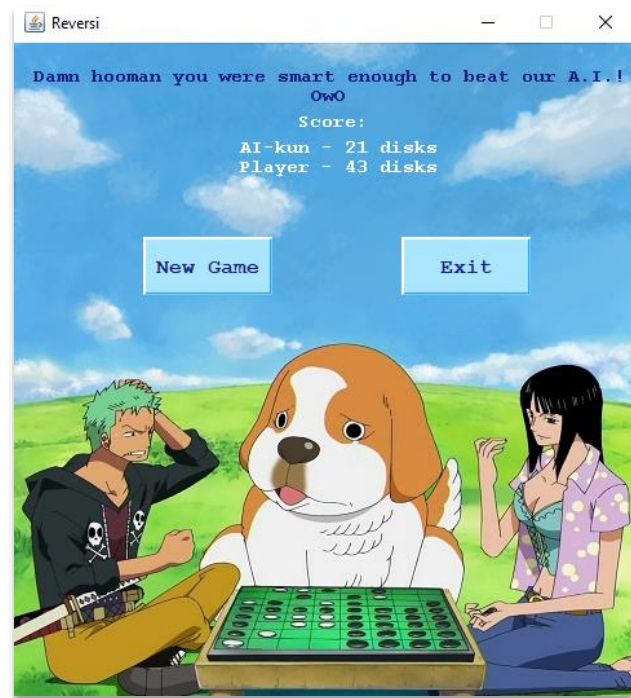 Reversi
Damn hooman you were smart enough to beat our A.I.!
OwO
Score:
AI-kun - 21 disks
Player - 43 disks
New Game
Exit